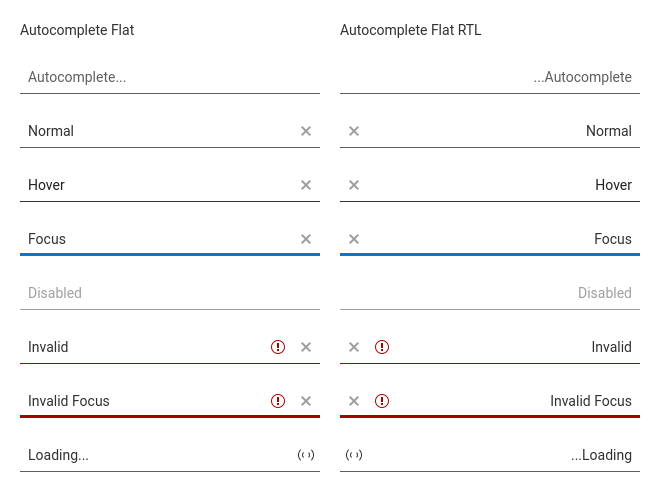 Autocomplete Flat
Autocomplete Flat RTL
Autocomplete...
...Autocomplete
Normal
Normal
Hover
Hover
Focus
Focus
Disabled
Disabled
Invalid
Invalid
Invalid Focus
Invalid Focus
Loading...
...Loading